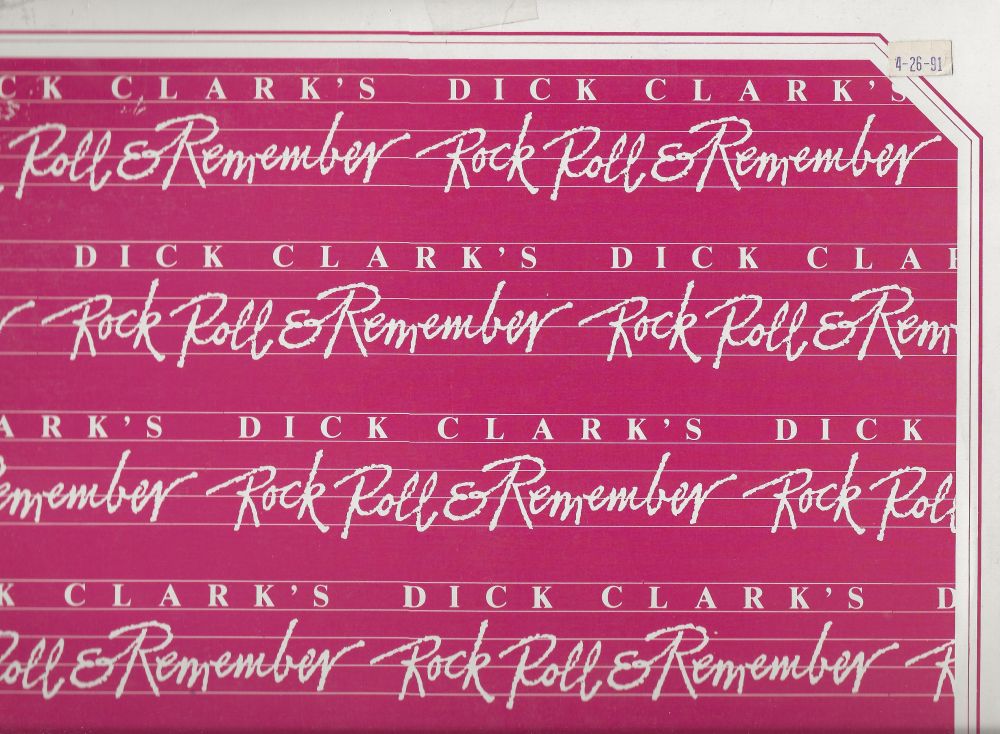 4-26-91
CK CLARK'S DICK CLARK'S
Roll & Remember Rock Roll & Remember
DICK CLARK'S DICK CLA
Rock Roll & Remember Rock Roll & Rem
ARK'S DICK CLARK'S DICK
emember Rock Roll & Remember Rock Roll
K CLARK'S DICK CLARK'S D
oll & Remember Rock Roll & Remember R